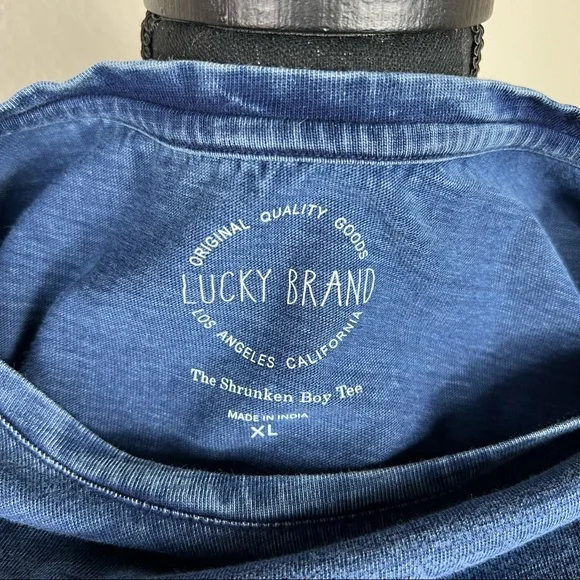 ORIGINAL QUALITY GOODS
LUCKY BRAND
LOS ANGELES CALIFORNIA
The Shrunken Boy Tee
MADE IN INDIA
XL